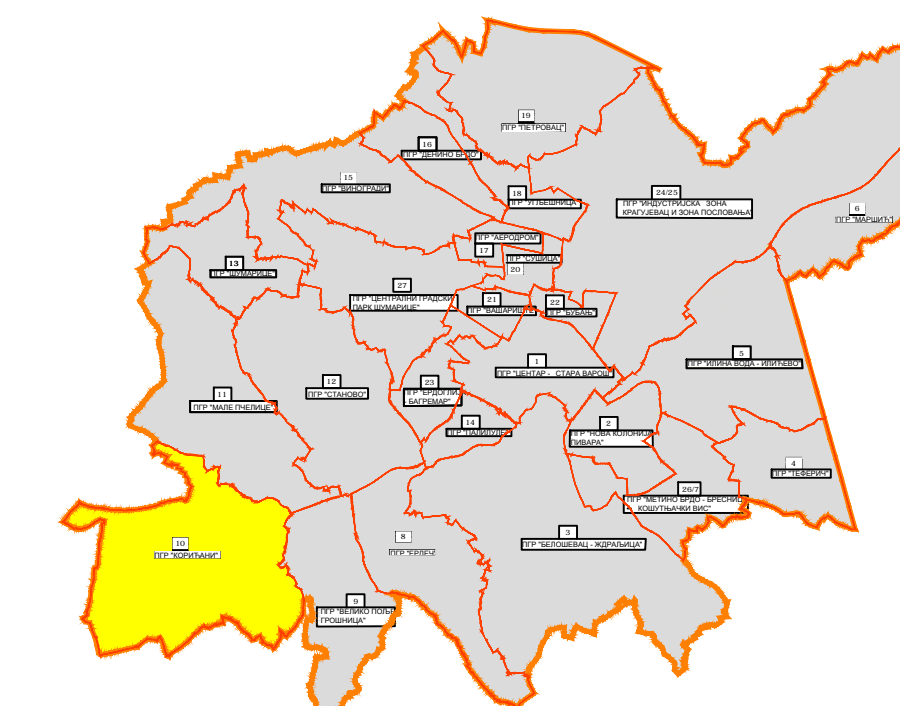 19
ПГР "ПЕТРОВАЦ"
16
ПГР "ДЕНИНО БРДО"
15
ПГР "ВИНОГРАДИ"
18
ПГР "УГЉЕШНИЦА"
24/25
ПГР "ИНДУСТРИЈСКА ЗОНА
КРАГУЈЕВАЦ И ЗОНА ПОСЛОВАЊА"
6
ПГР "МАРШИЋ"
ПГР "АЕРОДРОМ"
17
ПГР "СУШИЦА"
20
13
ПГР "ШУМАРИЦЕ"
27
ПГР "ЦЕНТРАЛНИ ГРАДСКИ
ПАРК ШУМАРИЦЕ"
21
ПГР "ВАШАРИШТЕ"
22
ПГР "БУБАЊ"
5
ПГР "ИЛИНА ВОДА - ИЛИЋЕВО"
1
ПГР "ЦЕНТАР - СТАРА ВАРОШ"
12
ПГР "СТАНОВО"
23
ПГР "ЕРДОГЛИЈ
- БАГРЕМАР"
11
ПГР "МАЛЕ ПЧЕЛИЦЕ"
14
ПГР "ПАЛИЛУЛЕ"
2
ПГР "НОВА КОЛОНИЈА
ПИВАРА"
4
ПГР "ТЕФЕРИЧ"
26/7
ПГР "МЕТИНО БРДО - БРЕСНИЦ
- КОШУТЊАЧКИ ВИС"
3
ПГР "БЕЛОШЕВАЦ - ЖДРАЉИЦА"
8
ПГР "ЕРДЕЧ"
10
ПГР "КОРИЋАНИ"
9
ПГР "ВЕЛИКО ПОЉЕ
ГРОШНИЦА"